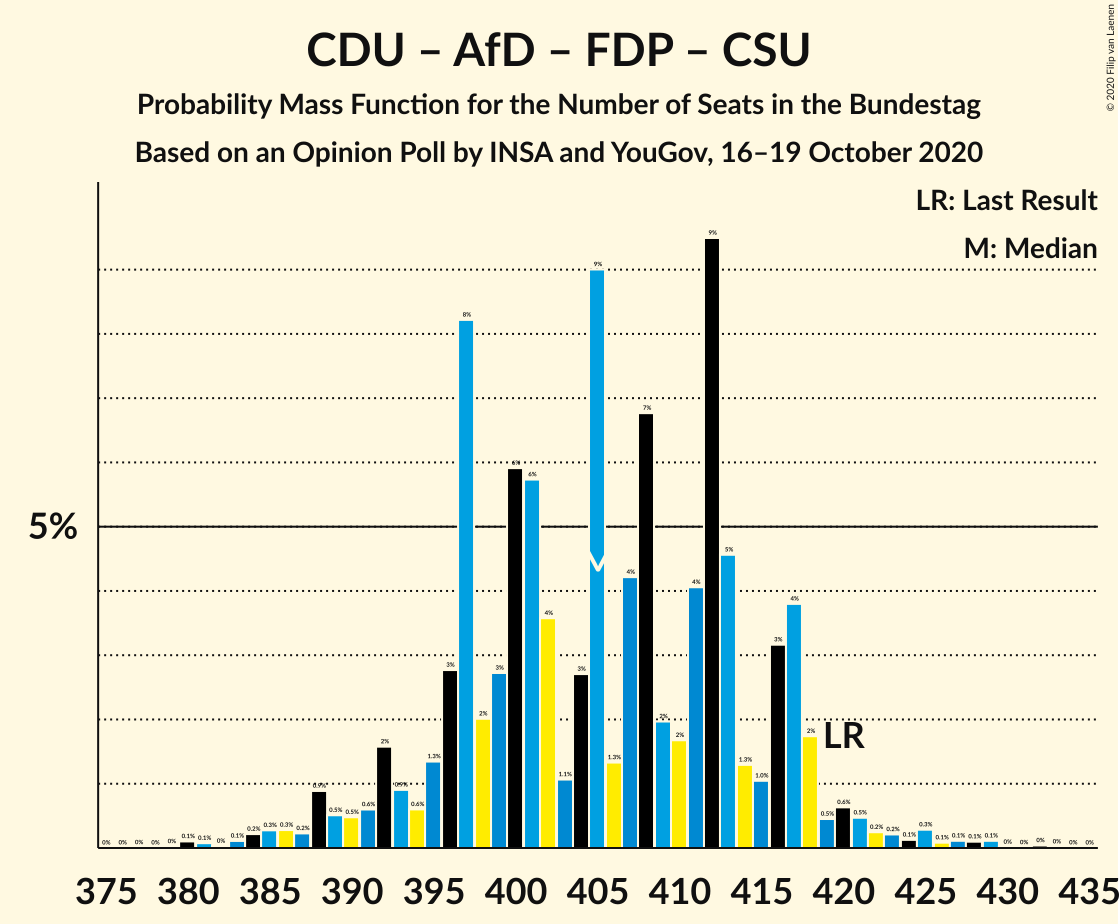 CDU – AfD – FDP – CSU
Probability Mass Function for the Number of Seats in the Bundestag
Based on an Opinion Poll by INSA and YouGov, 16–19 October 2020
© 2020 Filip van Laenen
LR: Last Result
M: Median
5%
0% 0% 0% 0% 0% 0.1% 0.1% 0% 0.1% 0.2% 0.3% 0.3% 0.2% 0.9% 0.5% 0.5% 0.6% 2% 0.9% 0.6% 1.3% 3% 8% 2% 3% 6% 6% 4% 1.1% 3% 9% 1.3% 4% 7% 2% 2% 4% 9% 5% 1.3% 1.0% 3% 4% 2% 0.5% 0.6% 0.5% 0.2% 0.2% 0.1% 0.3% 0.1% 0.1% 0.1% 0.1% 0% 0% 0% 0% 0% 0%
M
LR
375 380 385 390 395 400 405 410 415 420 425 430 435